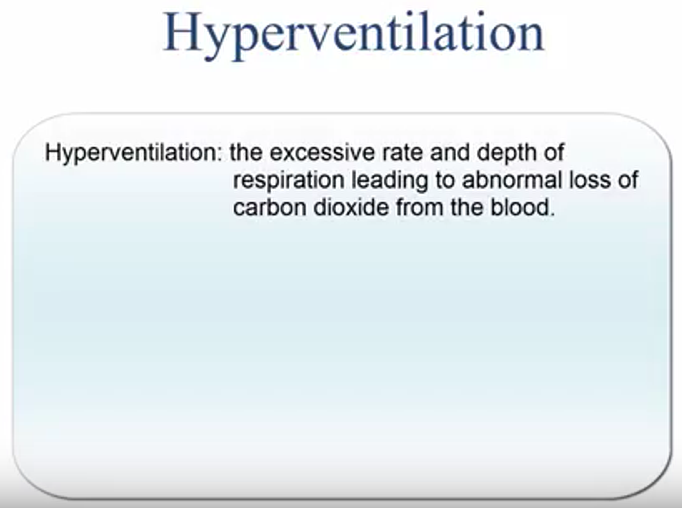 Hyperventilation
Hyperventilation: the excessive rate and depth of
respiration leading to abnormal loss of
carbon dioxide from the blood.